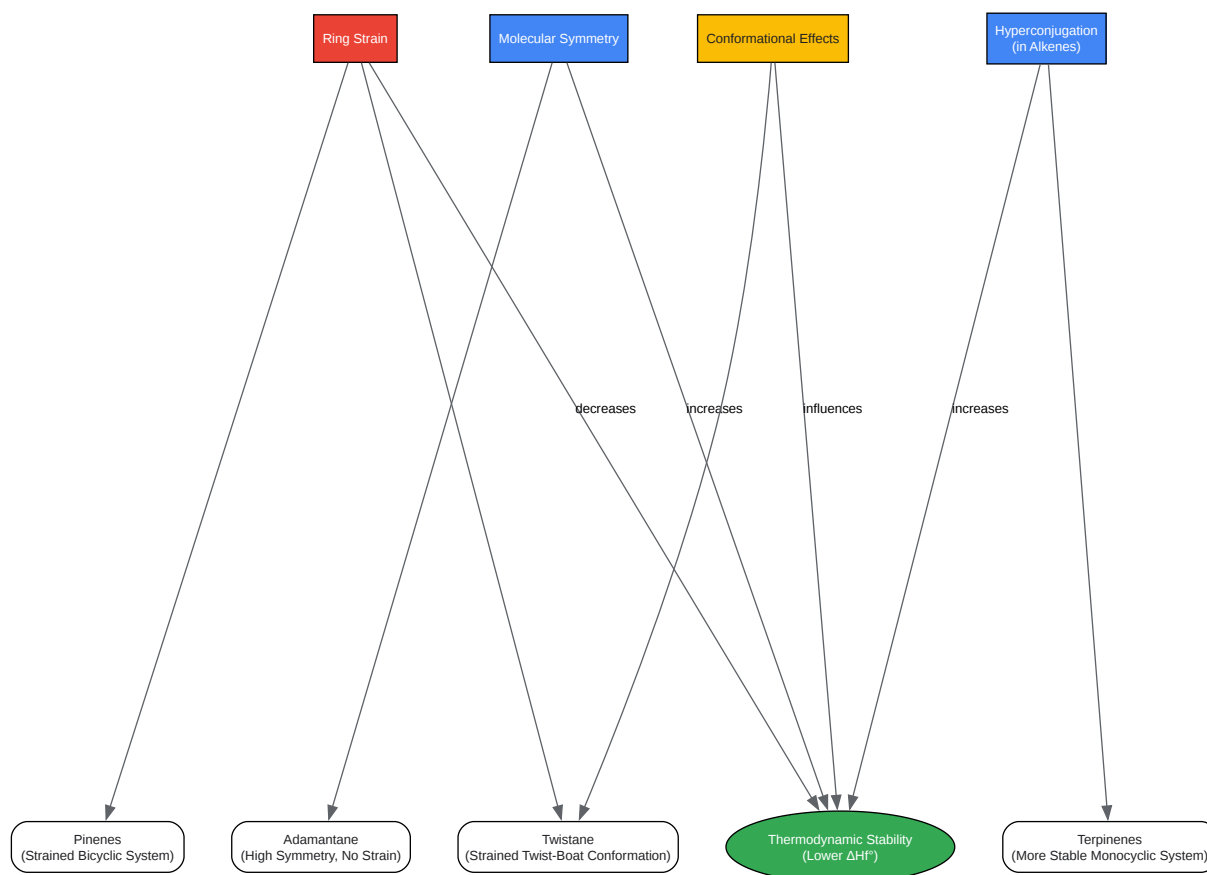 Ring Strain
Molecular Symmetry
Conformational Effects
Hyperconjugation
(in Alkenes)
decreases
increases
influences
increases
Pinenes
(Strained Bicyclic System)
Adamantane
(High Symmetry, No Strain)
Twistane
(Strained Twist-Boat Conformation)
Thermodynamic Stability
(Lower ΔHf°)
Terpinenes
(More Stable Monocyclic System)